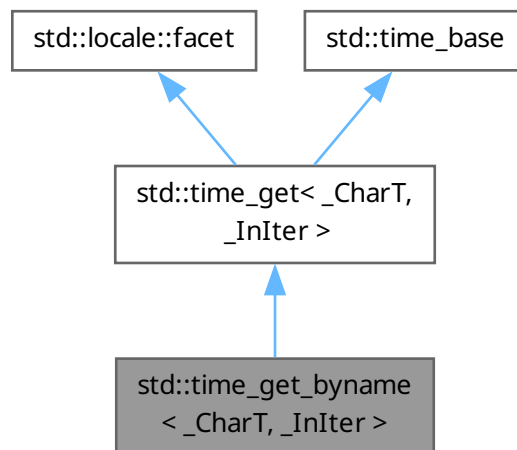 std::locale::facet
std::time_base
std::time_get< _CharT,
_InIter >
std::time_get_byname
< _CharT, _InIter >